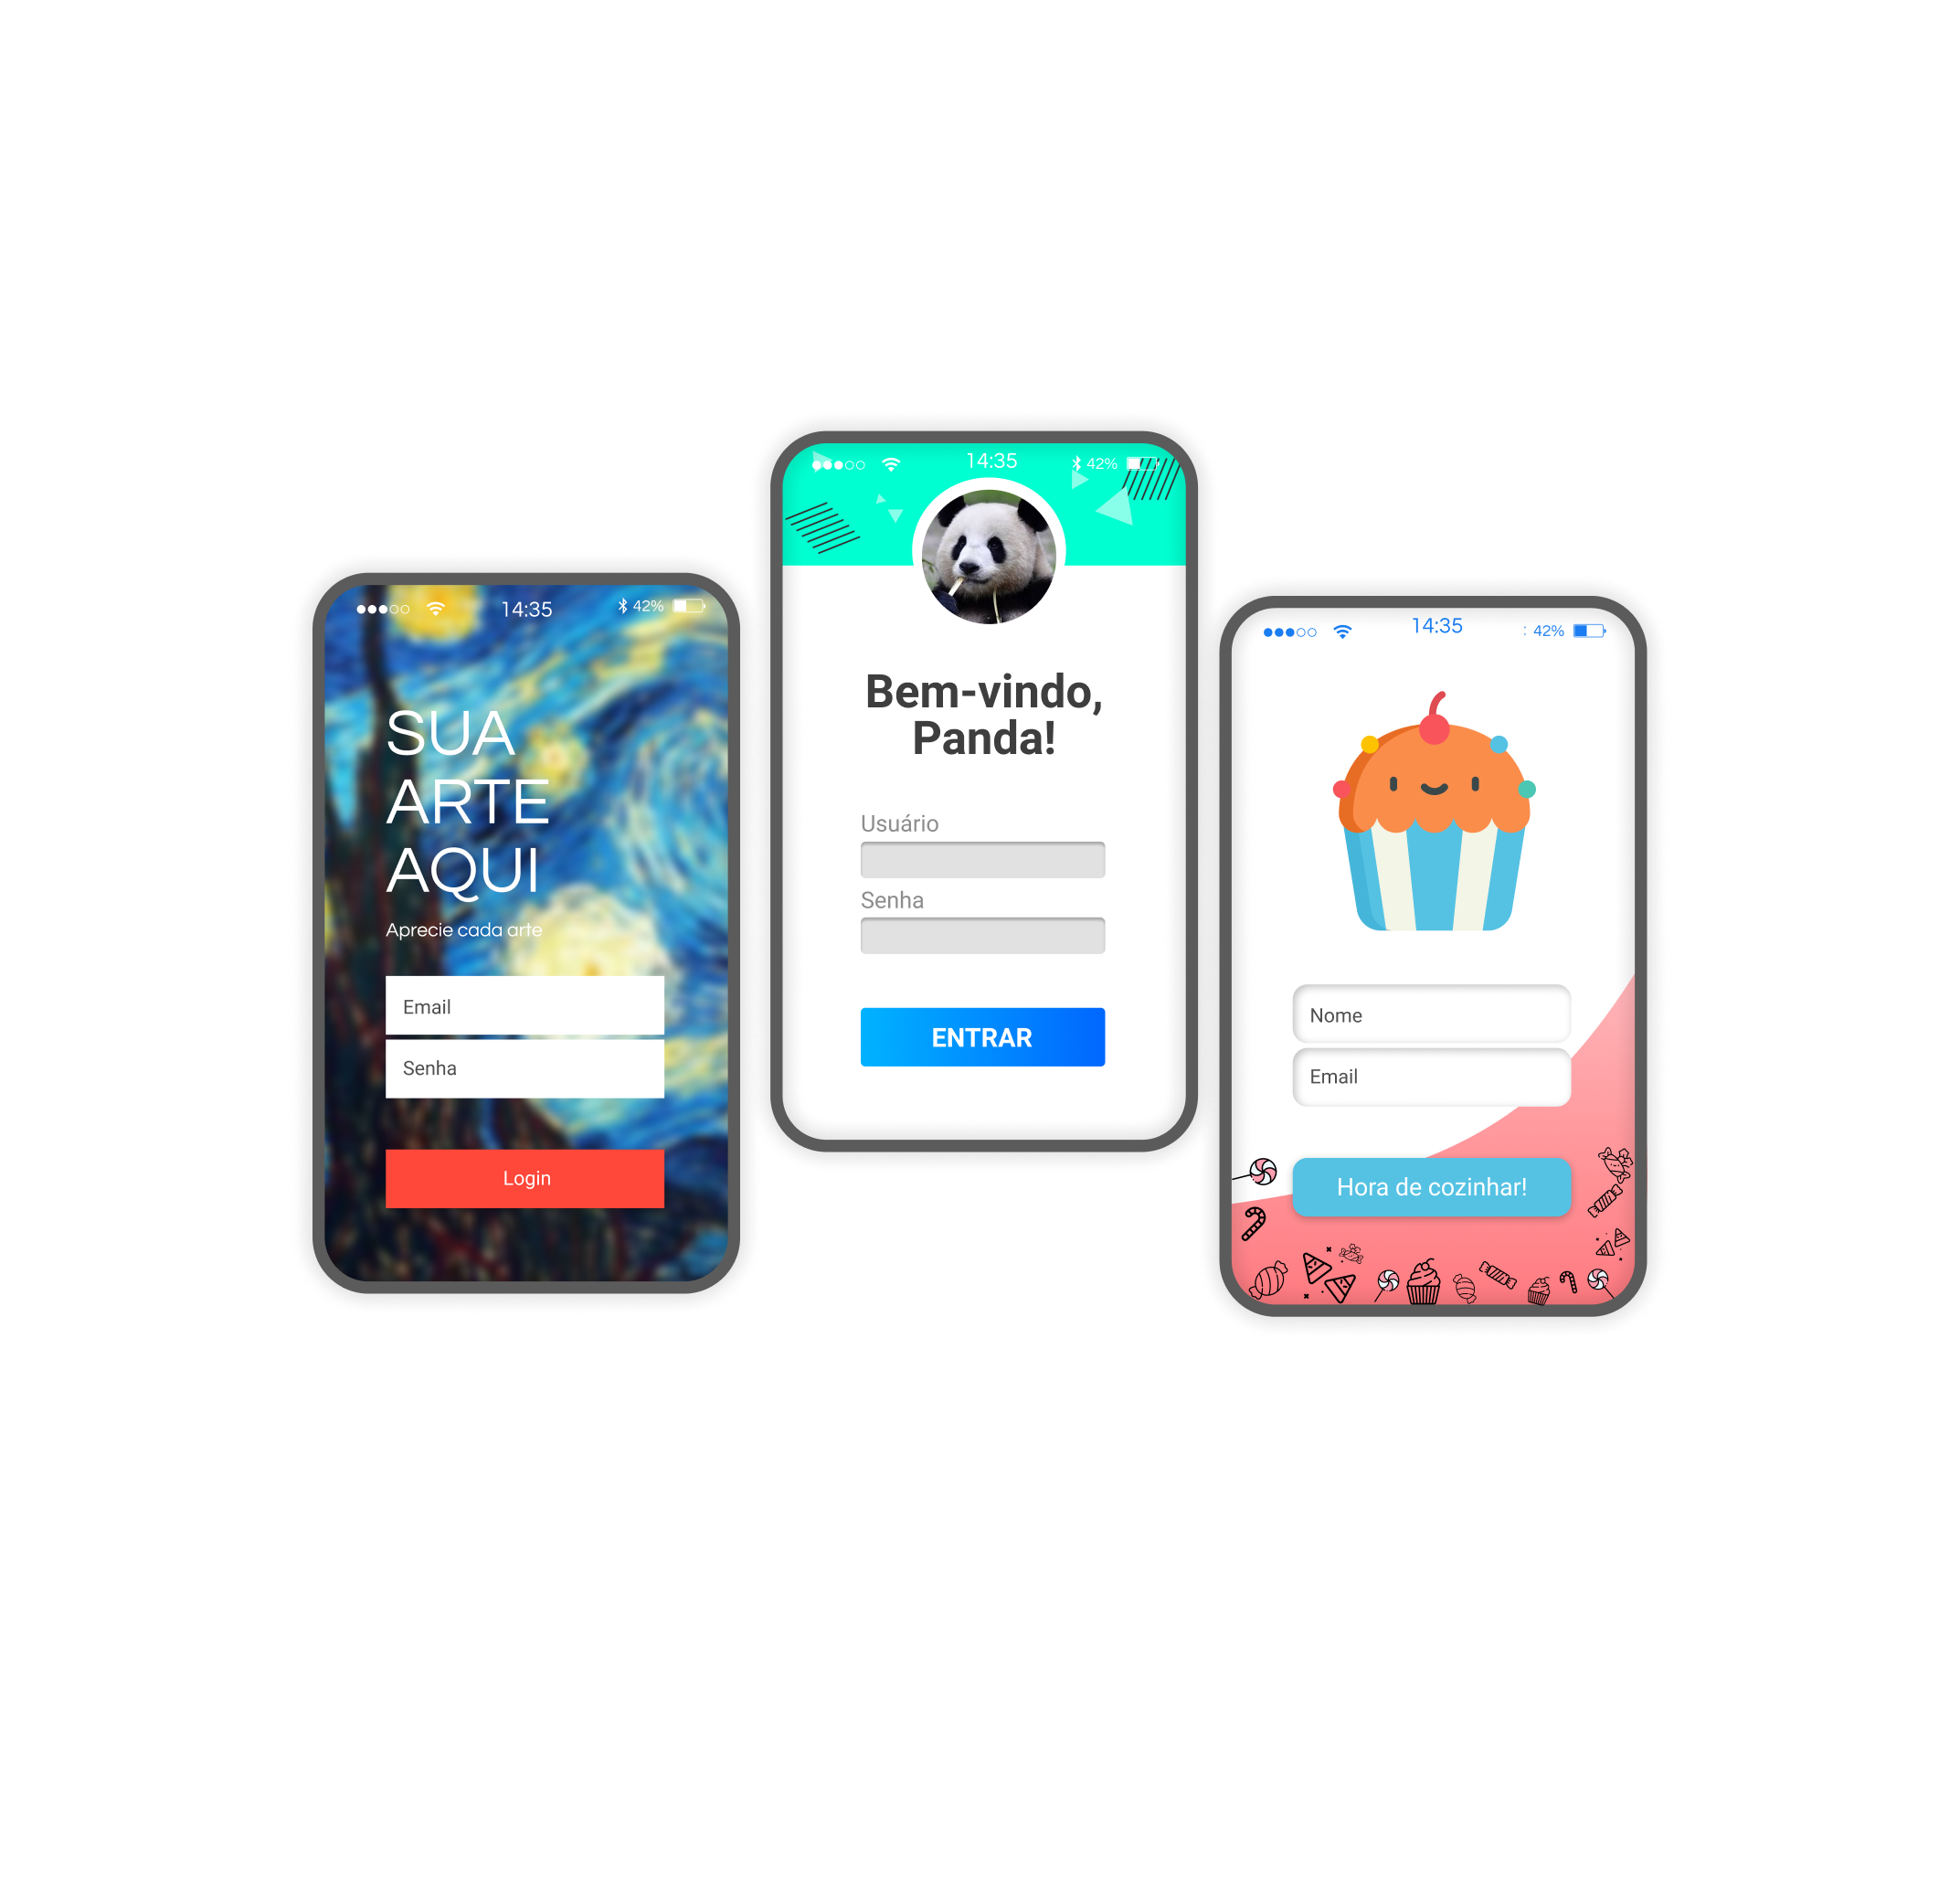 14:35
42%
SUA
ARTE
AQUI
Aprecie cada arte
Email
Senha
Login
14:35
42%
Bem-vindo,
Panda!
Usuário
Senha
ENTRAR
14:35
: 42%
Nome
Email
Hora de cozinhar!